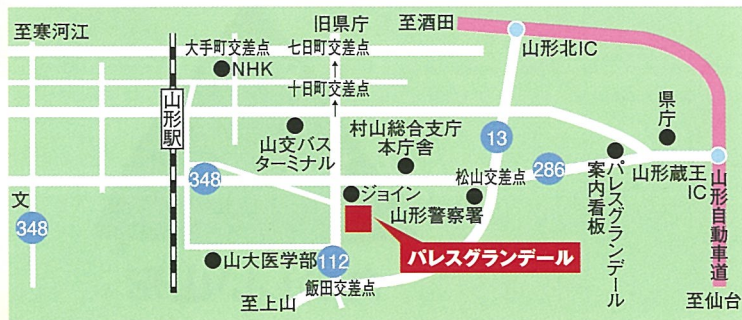 至寒河江
旧県庁
至酒田
大手町交差点
七日町交差点
山形北IC
NHK
十日町交差点
県庁
山形駅
山交バス
ターミナル
村山総合支庁
本庁舎
13
286
348
松山交差点
パレスグランデール
案内看板
山形蔵王
IC
山形自動車道
文
348
ジョイン
山形警察署
パレスグランデール
山大医学部
112
飯田交差点
至上山
至仙台